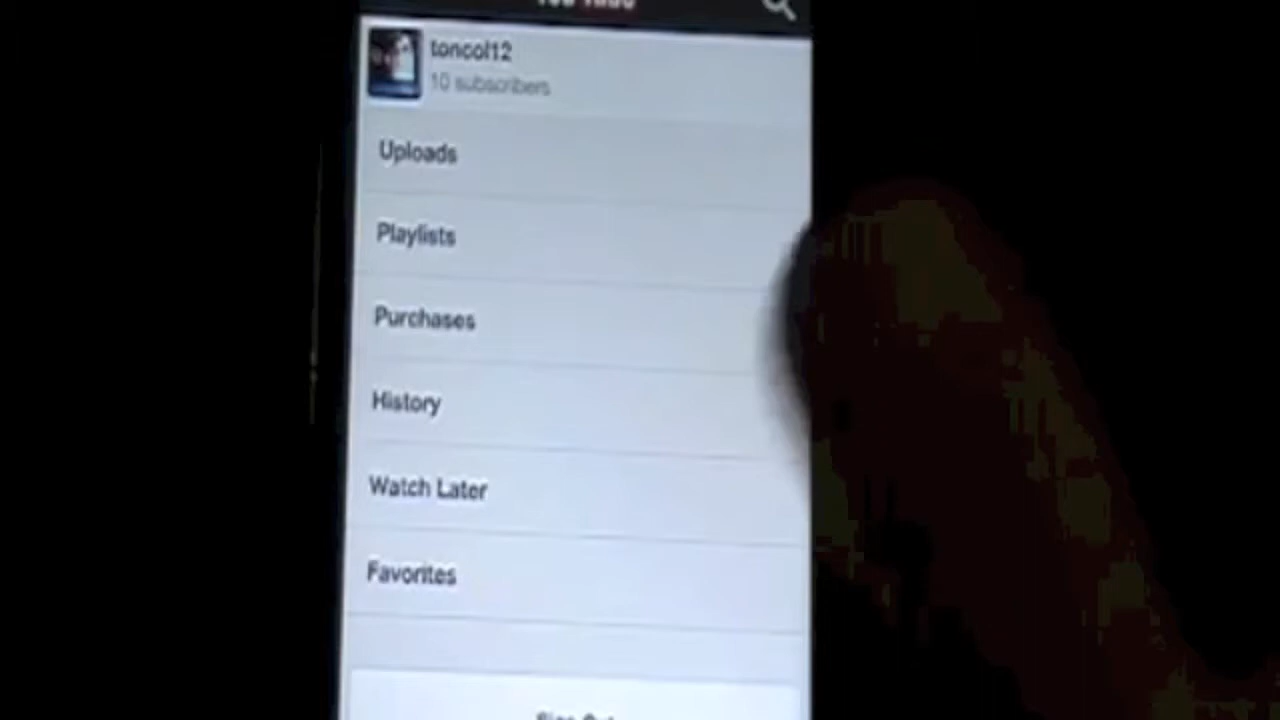 toncol12
10 subscribers
Uploads
Playlists
Purchases
History
Watch Later
Favorites